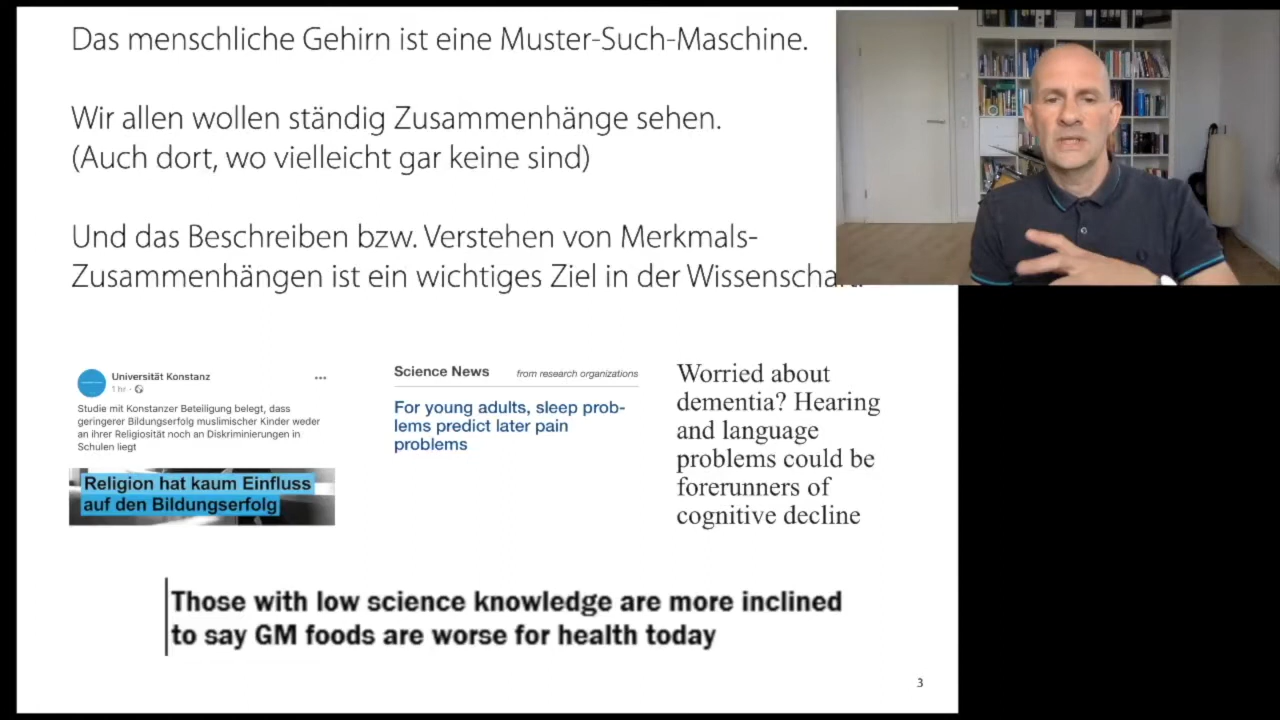 Das menschliche Gehirn ist eine Muster-Such-Maschine.
Wir allen wollen ständig Zusammenhänge sehen.
(Auch dort, wo vielleicht gar keine sind)
Und das Beschreiben bzw. Verstehen von Merkmals-
Zusammenhängen ist ein wichtiges Ziel in der
Universität Konstanz
1 hr ·
Studie mit Konstanzer Beteiligung belegt, dass
geringerer Bildungserfolg muslimischer Kinder weder
an ihrer Religiosität noch an Diskriminierungen in
Schulen liegt
Religion hat kaum Einfluss
auf den Bildungserfolg
Science News from research organizations
For young adults, sleep prob-
lems predict later pain
problems
Worried about
dementia? Hearing
and language
problems could be
forerunners of
cognitive decline
Those with low science knowledge are more inclined
to say GM foods are worse for health today
3